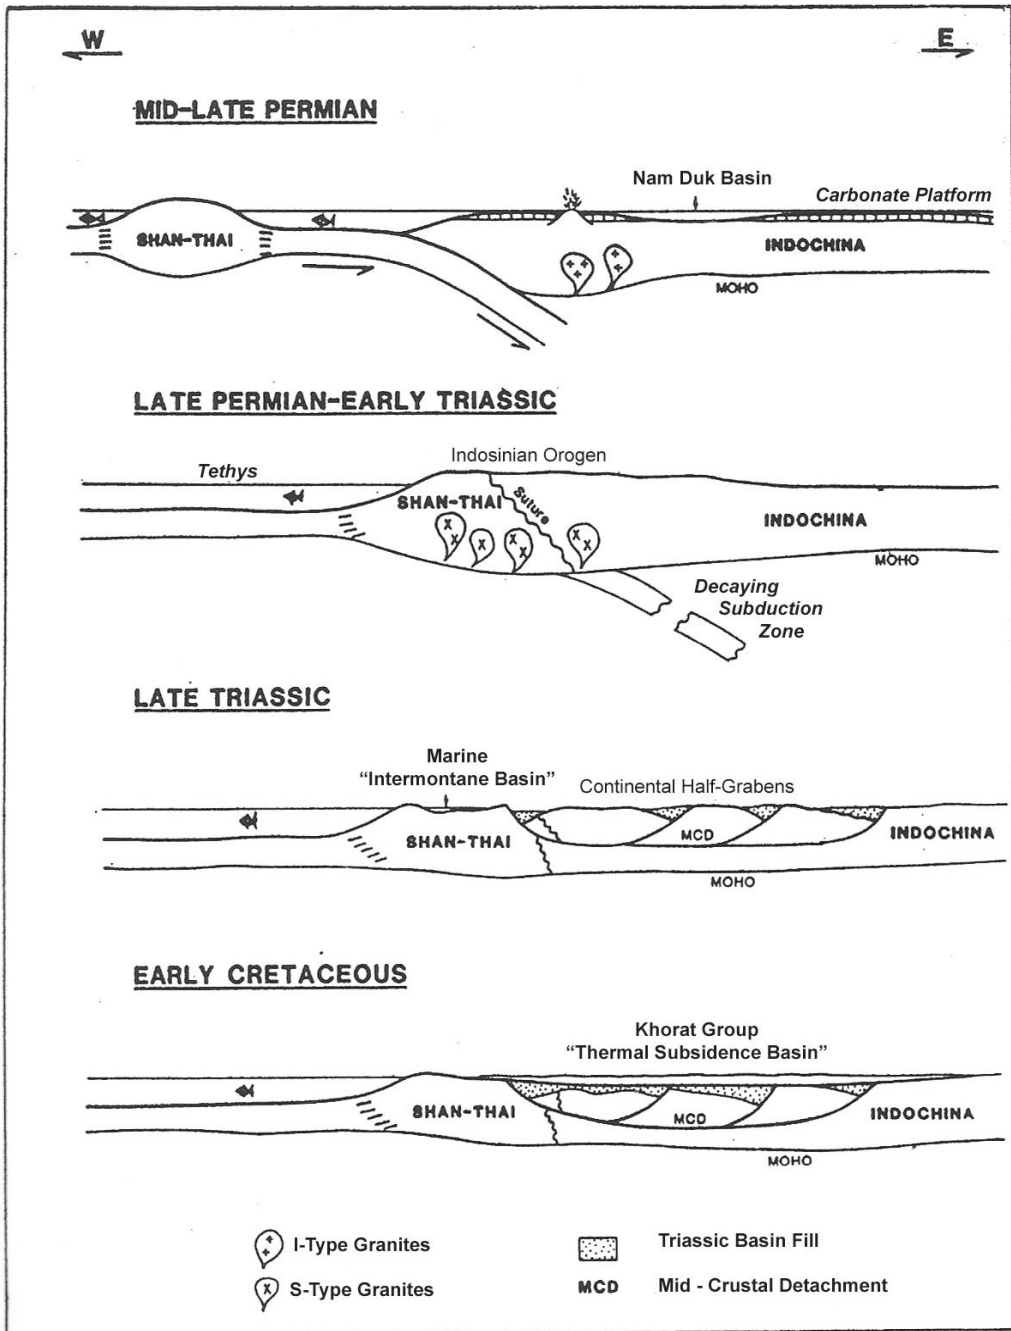 W
E
MID-LATE PERMIAN
Nam Duk Basin
Carbonate Platform
SHAN-THAI
INDOCHINA
MOHO
LATE PERMIAN-EARLY TRIASSIC
Indosinian Orogen
Tethys
SHAN-THAI
Suture
INDOCHINA
MOHO
Decaying
Subduction
Zone
LATE TRIASSIC
Marine
“Intermontane Basin”
Continental Half-Grabens
SHAN-THAI
MCD
INDOCHINA
MOHO
EARLY CRETACEOUS
Khorat Group
“Thermal Subsidence Basin”
SHAN-THAI
MCD
INDOCHINA
MOHO
I-Type Granites
Triassic Basin Fill
S-Type Granites
MCD Mid - Crustal Detachment